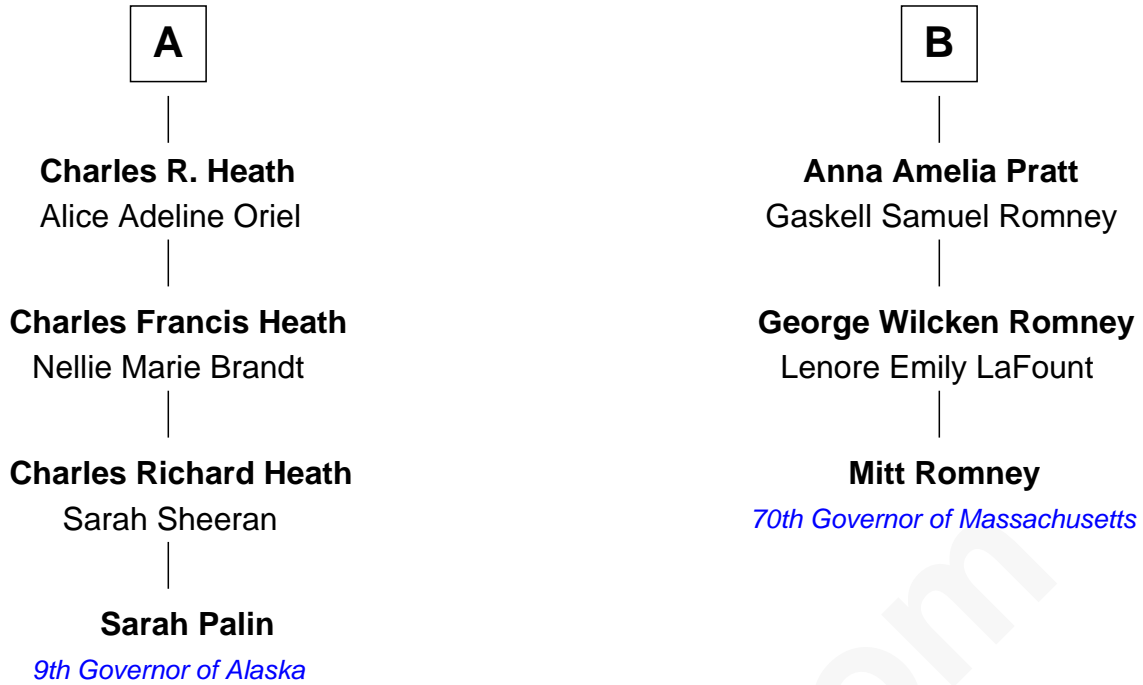 A
Charles R. Heath
Alice Adeline Oriel
Charles Francis Heath
Nellie Marie Brandt
Charles Richard Heath
Sarah Sheeran
Sarah Palin
9th Governor of Alaska
B
Anna Amelia Pratt
Gaskell Samuel Romney
George Wilcken Romney
Lenore Emily LaFount
Mitt Romney
70th Governor of Massachusetts
om